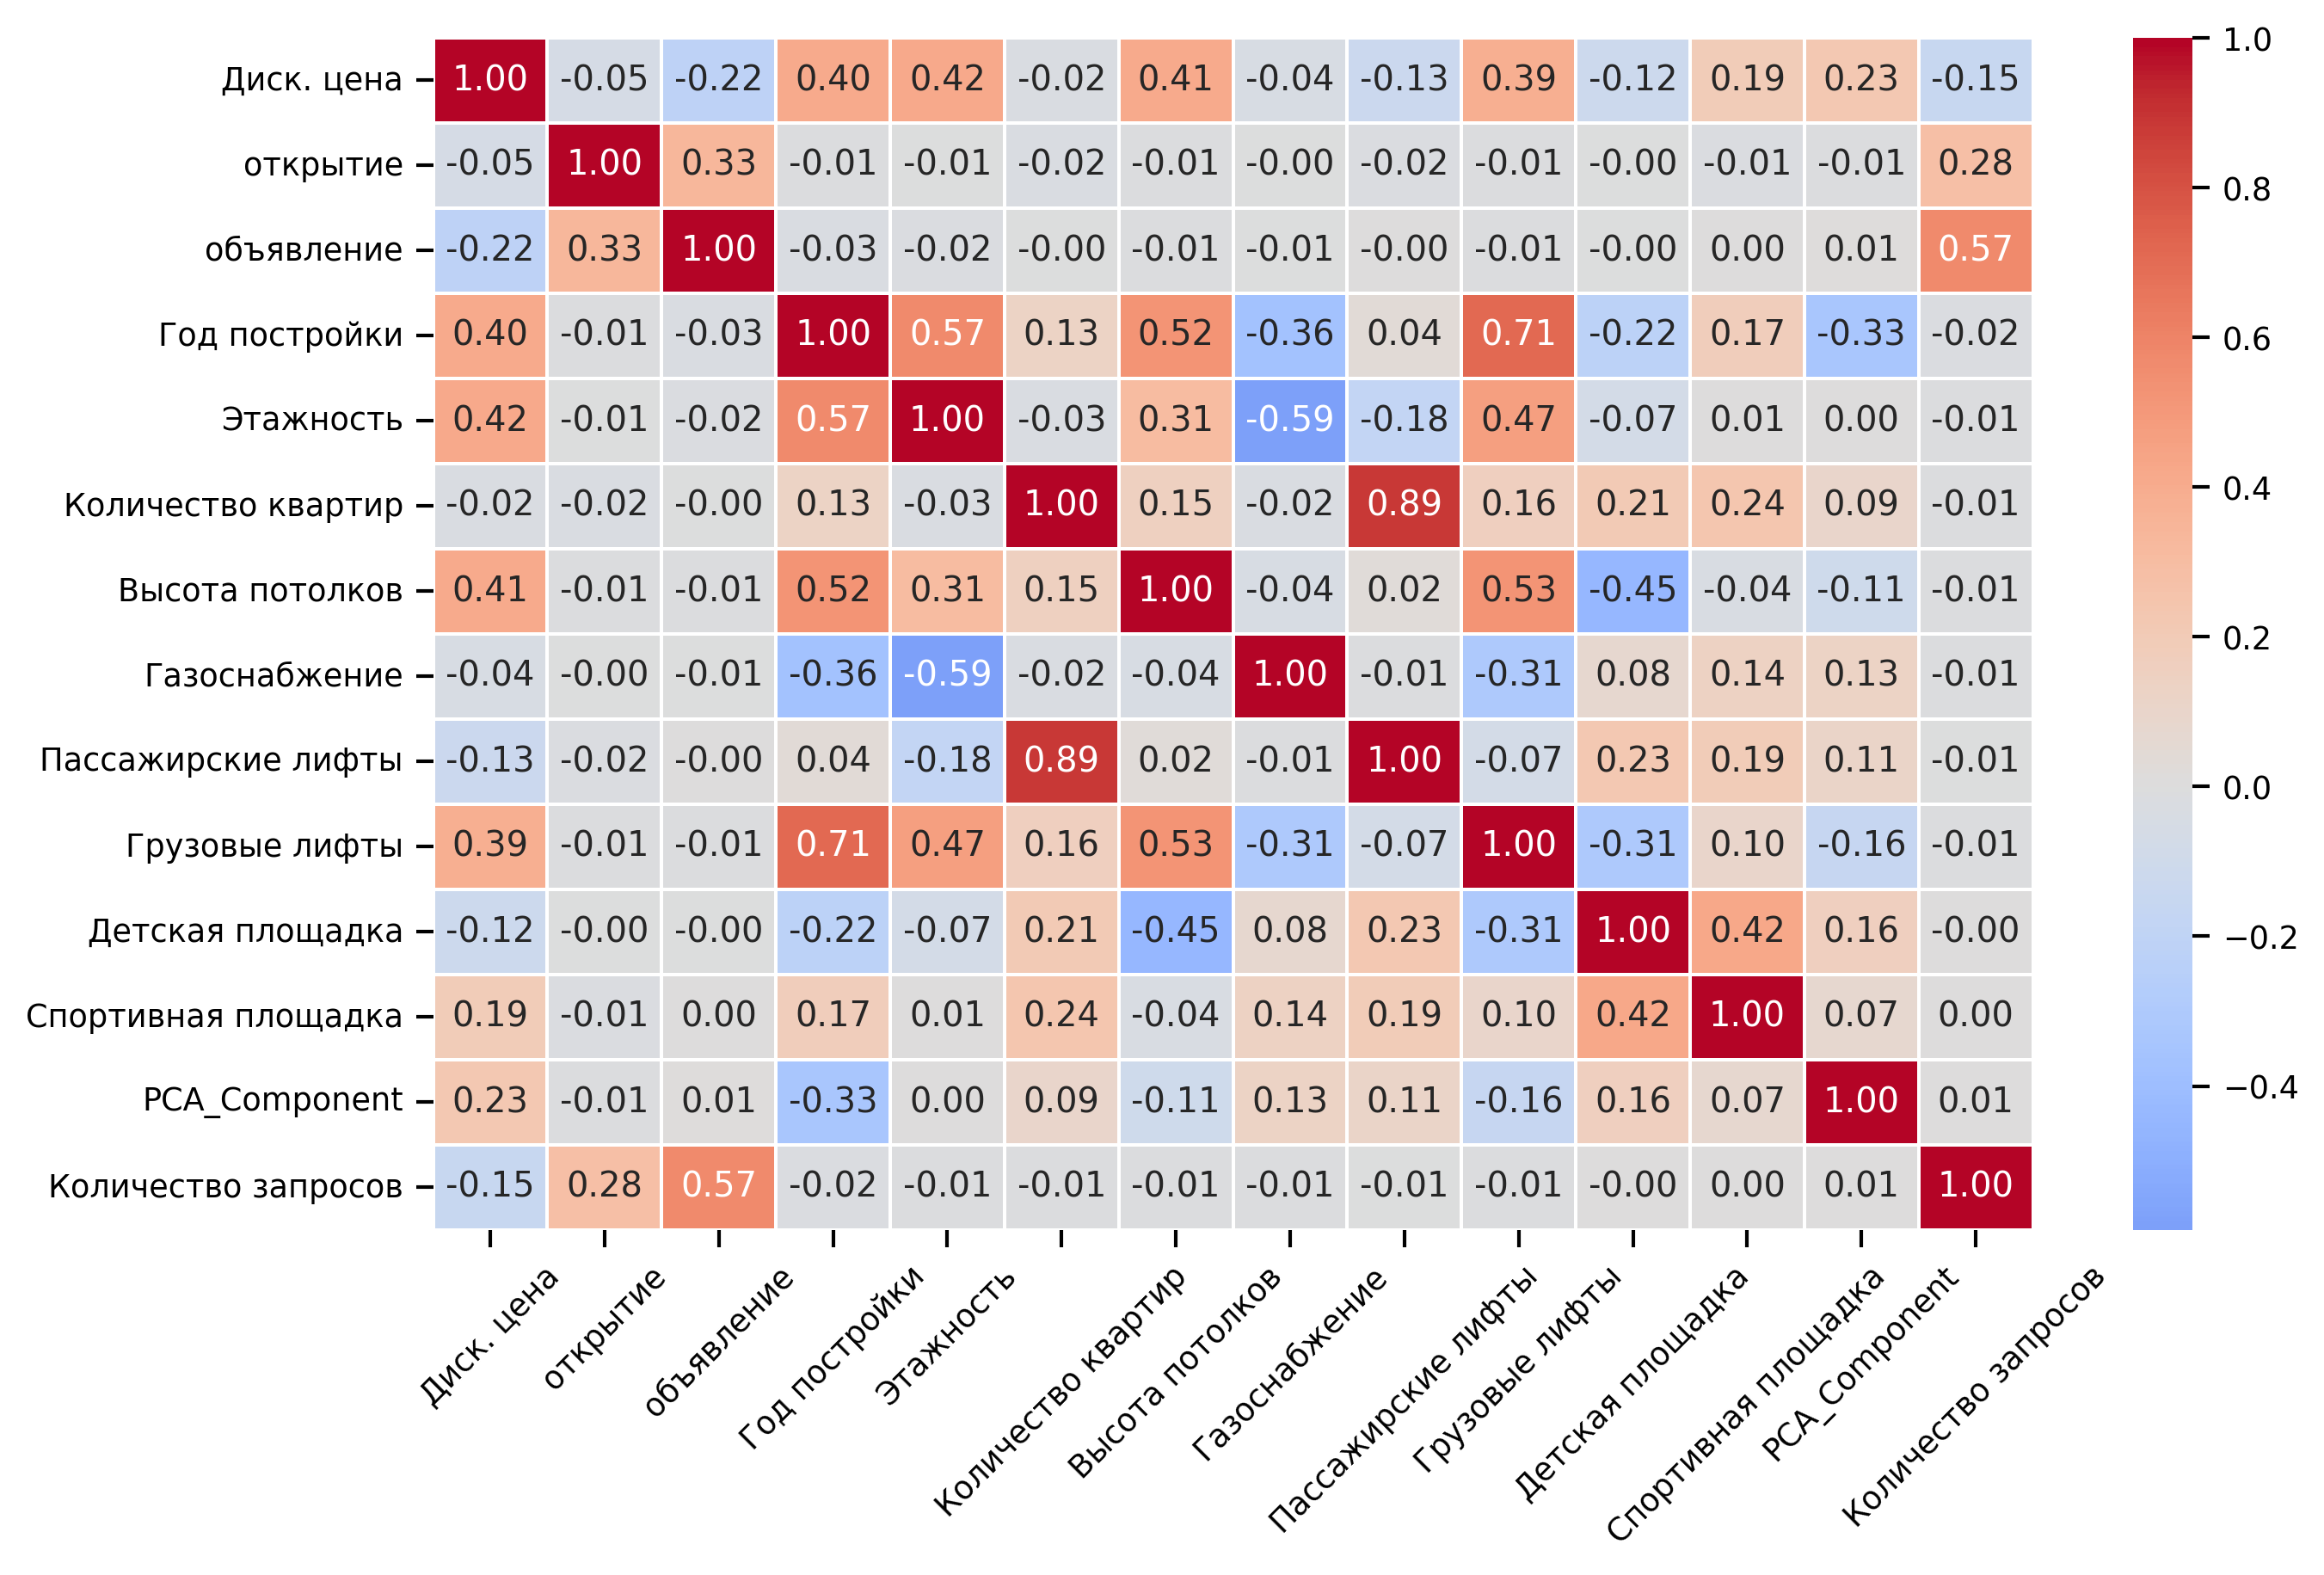 Диск. цена 1.00 -0.05 -0.22 0.40 0.42 -0.02 0.41 -0.04 -0.13 0.39 -0.12 0.19 0.23 -0.15
открытие -0.05 1.00 0.33 -0.01 -0.01 -0.02 -0.01 -0.00 -0.02 -0.01 -0.00 -0.01 -0.01 0.28
объявление -0.22 0.33 1.00 -0.03 -0.02 -0.00 -0.01 -0.01 -0.00 -0.01 -0.00 0.00 0.01 0.57
Год постройки 0.40 -0.01 -0.03 1.00 0.57 0.13 0.52 -0.36 0.04 0.71 -0.22 0.17 -0.33 -0.02
Этажность 0.42 -0.01 -0.02 0.57 1.00 -0.03 0.31 -0.59 -0.18 0.47 -0.07 0.01 0.00 -0.01
Количество квартир -0.02 -0.02 -0.00 0.13 -0.03 1.00 0.15 -0.02 0.89 0.16 0.21 0.24 0.09 -0.01
Высота потолков 0.41 -0.01 -0.01 0.52 0.31 0.15 1.00 -0.04 0.02 0.53 -0.45 -0.04 -0.11 -0.01
Газоснабжение -0.04 -0.00 -0.01 -0.36 -0.59 -0.02 -0.04 1.00 -0.01 -0.31 0.08 0.14 0.13 -0.01
Пассажирские лифты -0.13 -0.02 -0.00 0.04 -0.18 0.89 0.02 -0.01 1.00 -0.07 0.23 0.19 0.11 -0.01
Грузовые лифты 0.39 -0.01 -0.01 0.71 0.47 0.16 0.53 -0.31 -0.07 1.00 -0.31 0.10 -0.16 -0.01
Детская площадка -0.12 -0.00 -0.00 -0.22 -0.07 0.21 -0.45 0.08 0.23 -0.31 1.00 0.42 0.16 -0.00
Спортивная площадка 0.19 -0.01 0.00 0.17 0.01 0.24 -0.04 0.14 0.19 0.10 0.42 1.00 0.07 0.00
PCA_Component 0.23 -0.01 0.01 -0.33 0.00 0.09 -0.11 0.13 0.11 -0.16 0.16 0.07 1.00 0.01
Количество запросов -0.15 0.28 0.57 -0.02 -0.01 -0.01 -0.01 -0.01 -0.01 -0.01 -0.00 0.00 0.01 1.00
Диск. цена
открытие
объявление
Год постройки
Этажность
Количество квартир
Высота потолков
Газоснабжение
Пассажирские лифты
Грузовые лифты
Детская площадка
Спортивная площадка
PCA_Component
Количество запросов
1.0
0.8
0.6
0.4
0.2
0.0
−0.2
−0.4